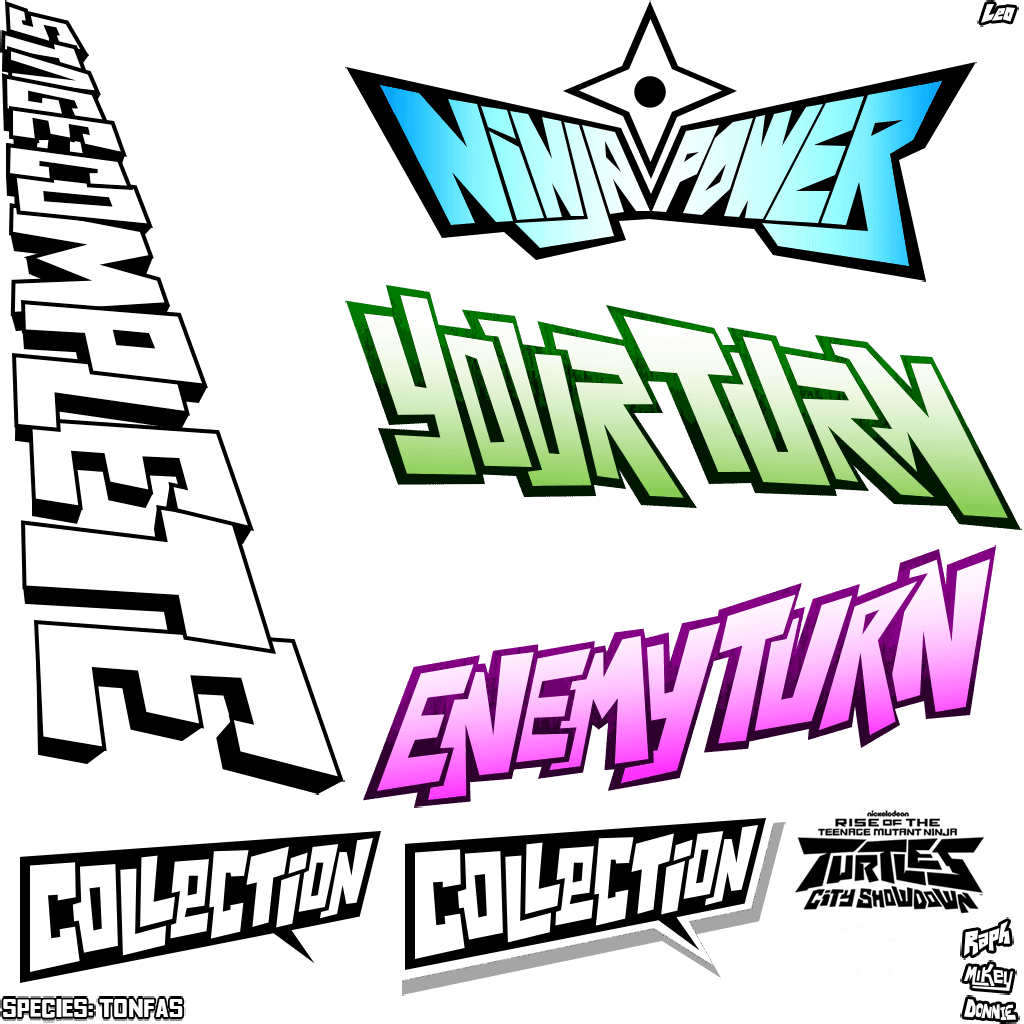 Leo
STAGE COMPLETE
NINJA POWER
YOUR TURN
ENEMY TURN
COLLECTION
COLLECTION
nickelodeon
RISE OF THE
TEENAGE MUTANT NINJA
TURTLES
CITY SHOWDOWN
Raph
MiKEY
DONNIE
SPECIES: TONFAS